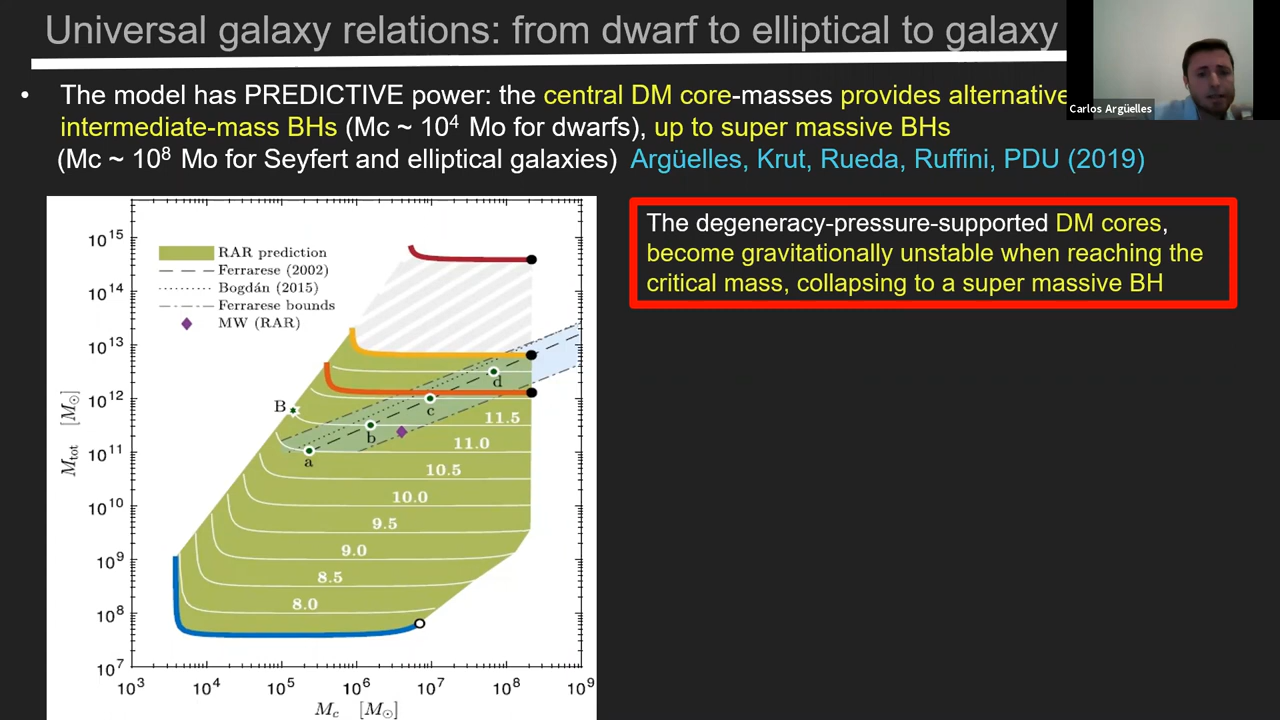 Universal galaxy relations: from dwarf to elliptical to galaxy
• The model has PREDICTIVE power: the central DM core-masses provides alternative
intermediate-mass BHs (Mc ~ 10⁴ Mo for dwarfs), up to super massive BHs
(Mc ~ 10⁸ Mo for Seyfert and elliptical galaxies) Argüelles, Krut, Rueda, Ruffini, PDU (2019)
Carlos Argüelles
The degeneracy-pressure-supported DM cores,
become gravitationally unstable when reaching the
critical mass, collapsing to a super massive BH
RAR prediction
Ferrarese (2002)
Bogdán (2015)
Ferrarese bounds
MW (RAR)
M_tot [M_⊙]
10¹⁵
10¹⁴
10¹³
10¹²
10¹¹
10¹⁰
10⁹
10⁸
10⁷
d
c
B
b
a
11.5
11.0
10.5
10.0
9.5
9.0
8.5
8.0
10³ 10⁴ 10⁵ 10⁶ 10⁷ 10⁸ 10⁹
M_c [M_⊙]